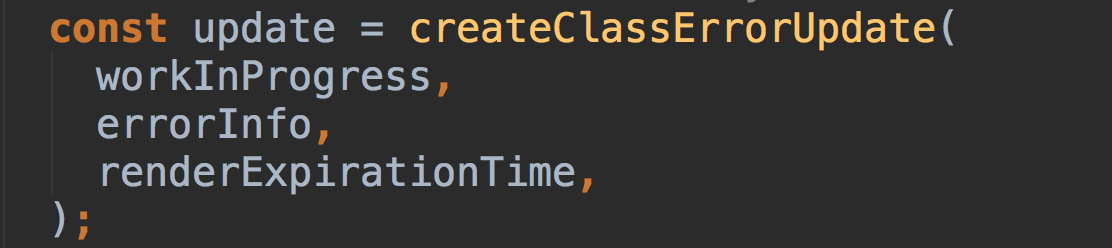 const update = createClassErrorUpdate(
workInProgress,
errorInfo,
renderExpirationTime,
);